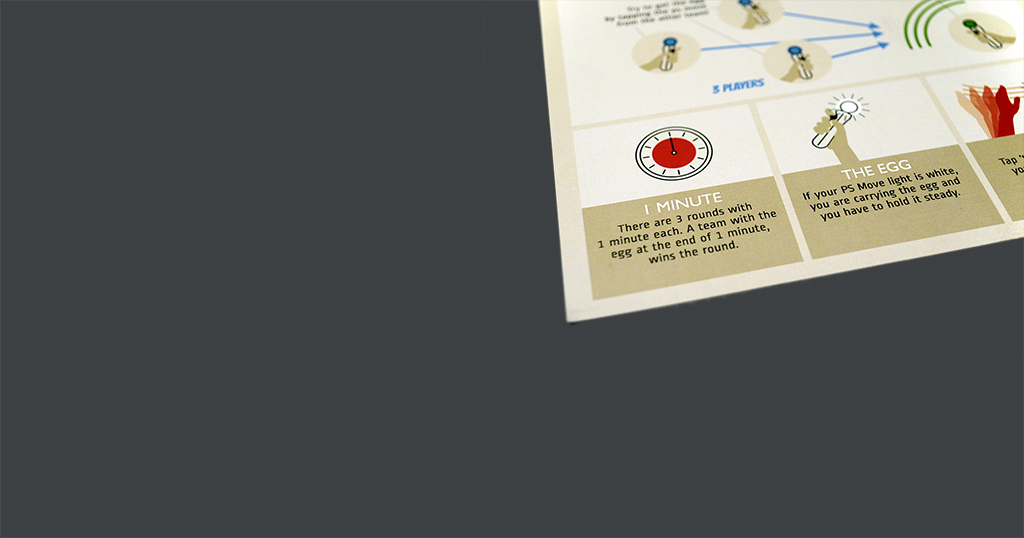 Try to get the egg
by tapping the ps move
from the other team!
3 PLAYERS
1 MINUTE
There are 3 rounds with
1 minute each. A team with the
egg at the end of 1 minute,
wins the round.
THE EGG
If your PS Move light is white,
you are carrying the egg and
you have to hold it steady.
Tap